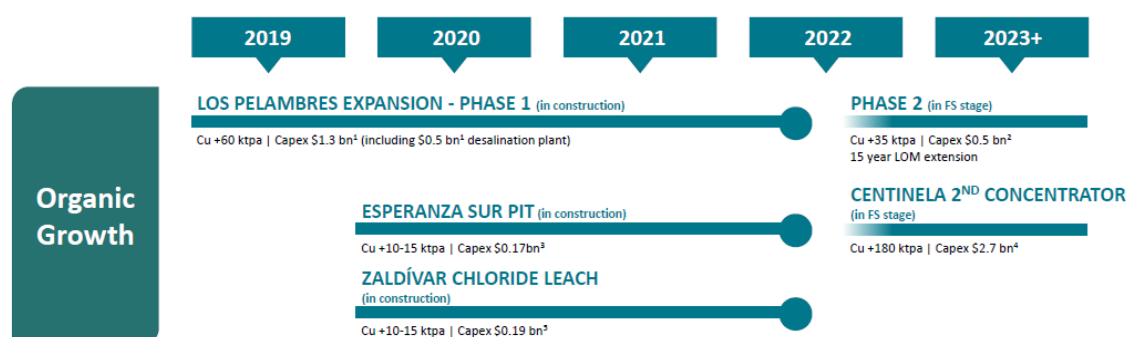 2019
2020
2021
2022
2023+
Organic
Growth
LOS PELAMBRES EXPANSION - PHASE 1 (in construction)
Cu +60 ktpa | Capex $1.3 bn¹ (including $0.5 bn¹ desalination plant)
PHASE 2 (in FS stage)
Cu +35 ktpa | Capex $0.5 bn²
15 year LOM extension
ESPERANZA SUR PIT (in construction)
Cu +10-15 ktpa | Capex $0.17bn³
CENTINELA 2ND CONCENTRATOR
(in FS stage)
Cu +180 ktpa | Capex $2.7 bn⁴
ZALDÍVAR CHLORIDE LEACH
(in construction)
Cu +10-15 ktpa | Capex $0.19 bn³